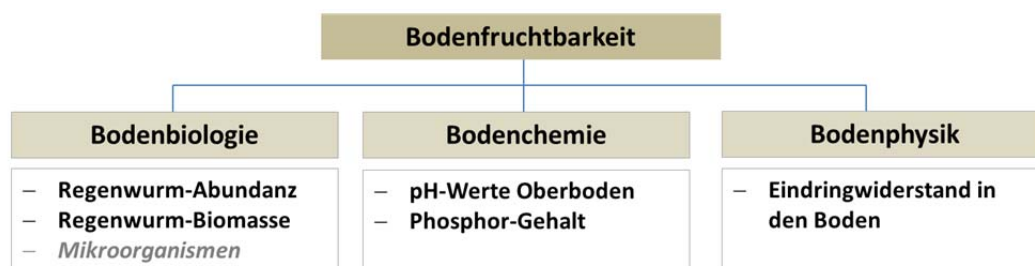 Bodenfruchtbarkeit
Bodenbiologie
– Regenwurm-Abundanz
– Regenwurm-Biomasse
– Mikroorganismen
Bodenchemie
– pH-Werte Oberboden
– Phosphor-Gehalt
Bodenphysik
– Eindringwiderstand in
den Boden